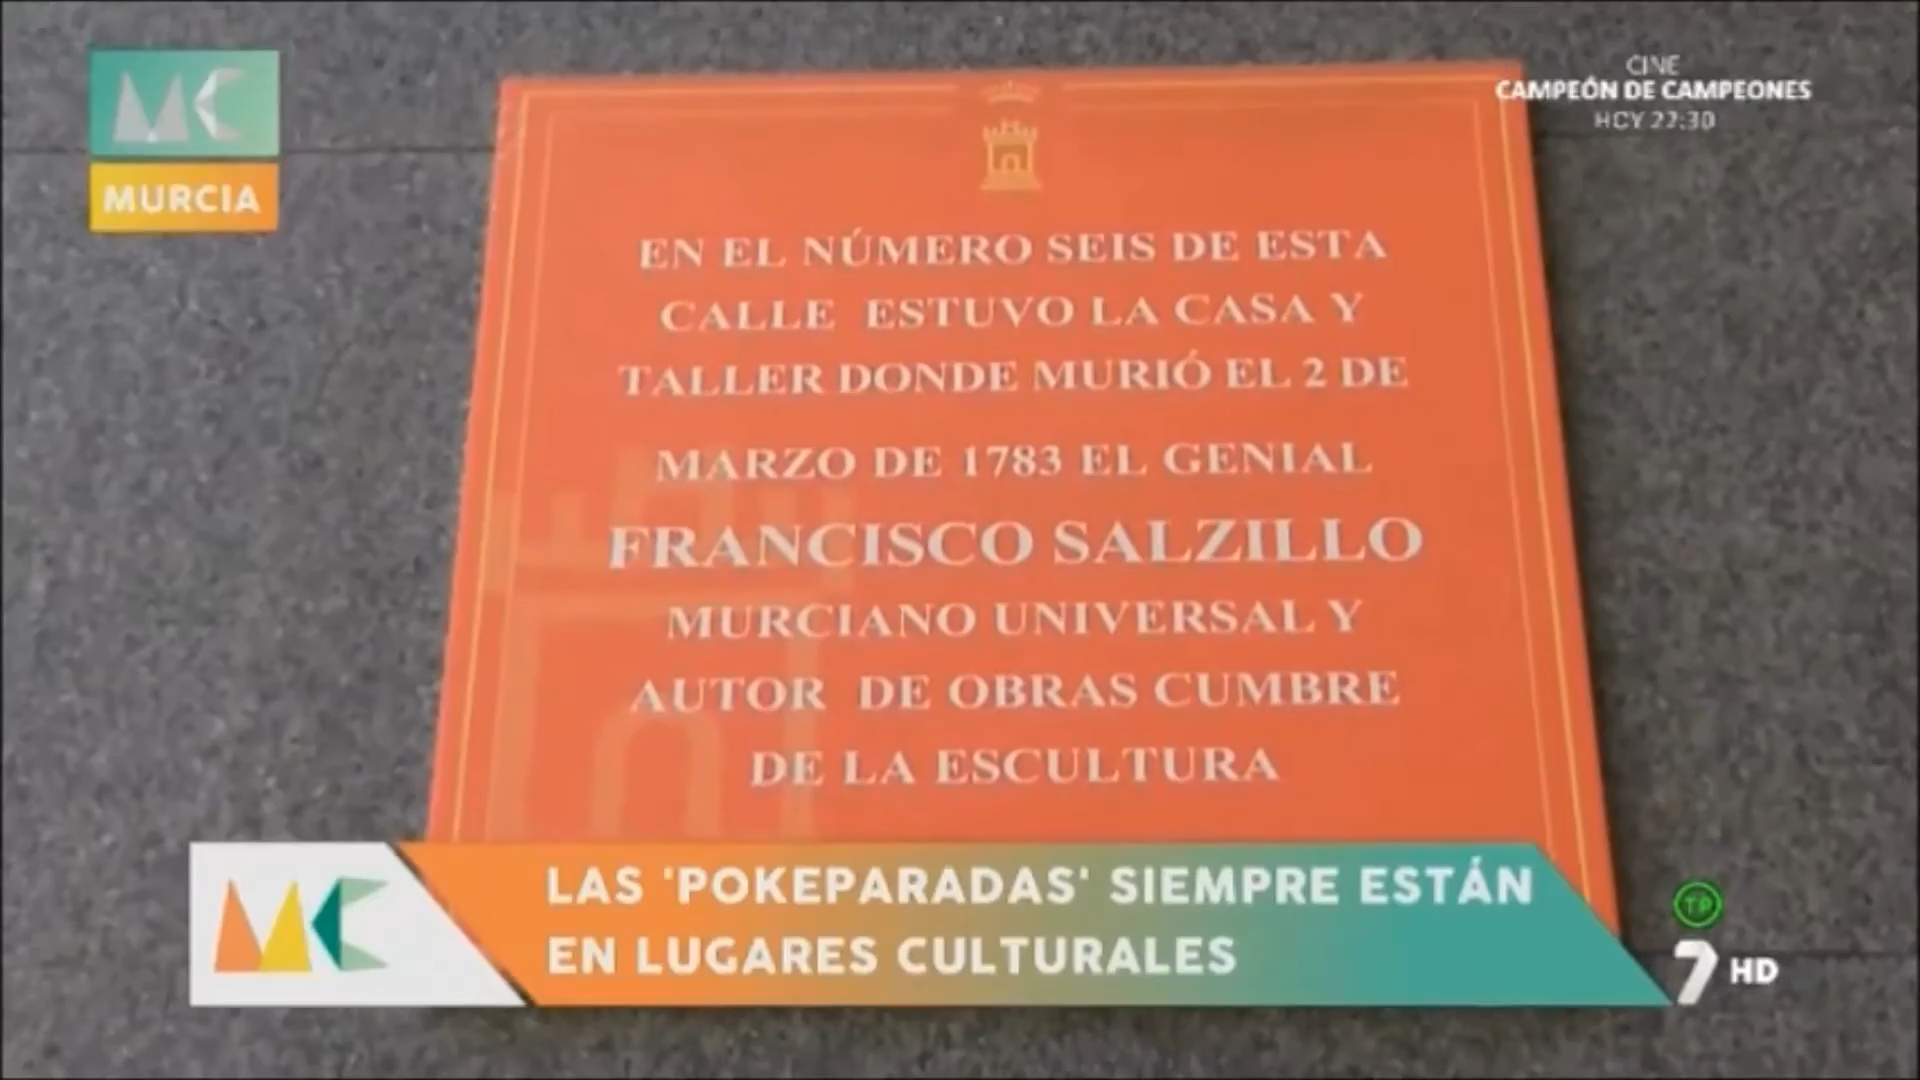 MC
MURCIA
CINE
CAMPEÓN DE CAMPEONES
HOY 22:30
EN EL NÚMERO SEIS DE ESTA
CALLE ESTUVO LA CASA Y
TALLER DONDE MURIÓ EL 2 DE
MARZO DE 1783 EL GENIAL
FRANCISCO SALZILLO
MURCIANO UNIVERSAL Y
AUTOR DE OBRAS CUMBRE
DE LA ESCULTURA
MC
LAS 'POKEPARADAS' SIEMPRE ESTÁN
EN LUGARES CULTURALES
TP
7 HD